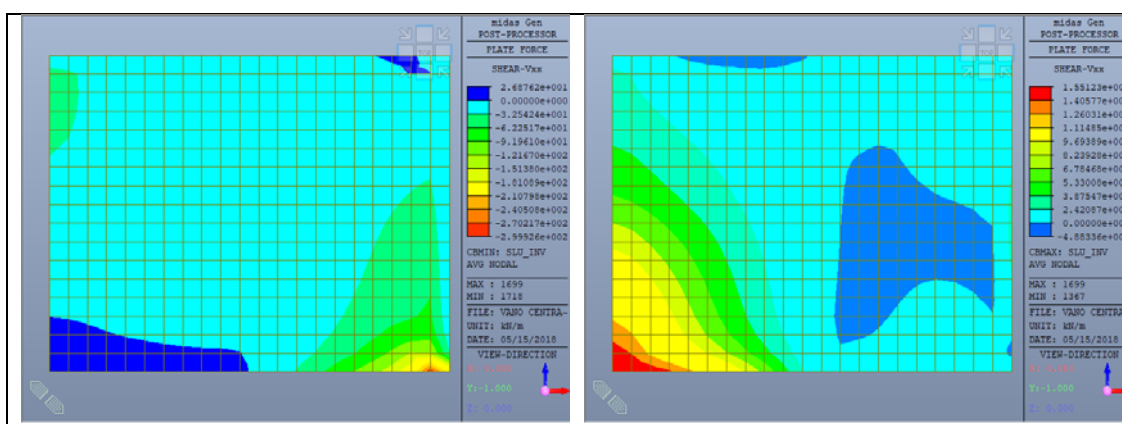 midas Gen
POST-PROCESSOR
PLATE FORCE
SHEAR-Vxx
2.68762e+001
0.00000e+000
-3.25424e+001
-6.22517e+001
-9.19610e+001
-1.21670e+002
-1.51380e+002
-1.81089e+002
-2.10798e+002
-2.40508e+002
-2.70217e+002
-2.99926e+002
CBMIN: SLU_INV
AVG NODAL
MAX : 1699
MIN : 1718
FILE: VANO CENTRA~
UNIT: kN/m
DATE: 05/15/2018
VIEW-DIRECTION
Y:-1.000
Z: 0.000
TOP
midas Gen
POST-PROCESSOR
PLATE FORCE
SHEAR-Vxx
1.55123e+00
1.40577e+00
1.26031e+00
1.11485e+00
9.69389e+00
8.23928e+00
6.78468e+00
5.33008e+00
3.87547e+00
2.42087e+00
0.00000e+00
-4.88336e+00
CBMAX: SLU_INV
AVG NODAL
MAX : 1699
MIN : 1367
FILE: VANO CENTRA
UNIT: kN/m
DATE: 05/15/2018
VIEW-DIRECTION
Y:-1.000
Z: 0.000
TOP